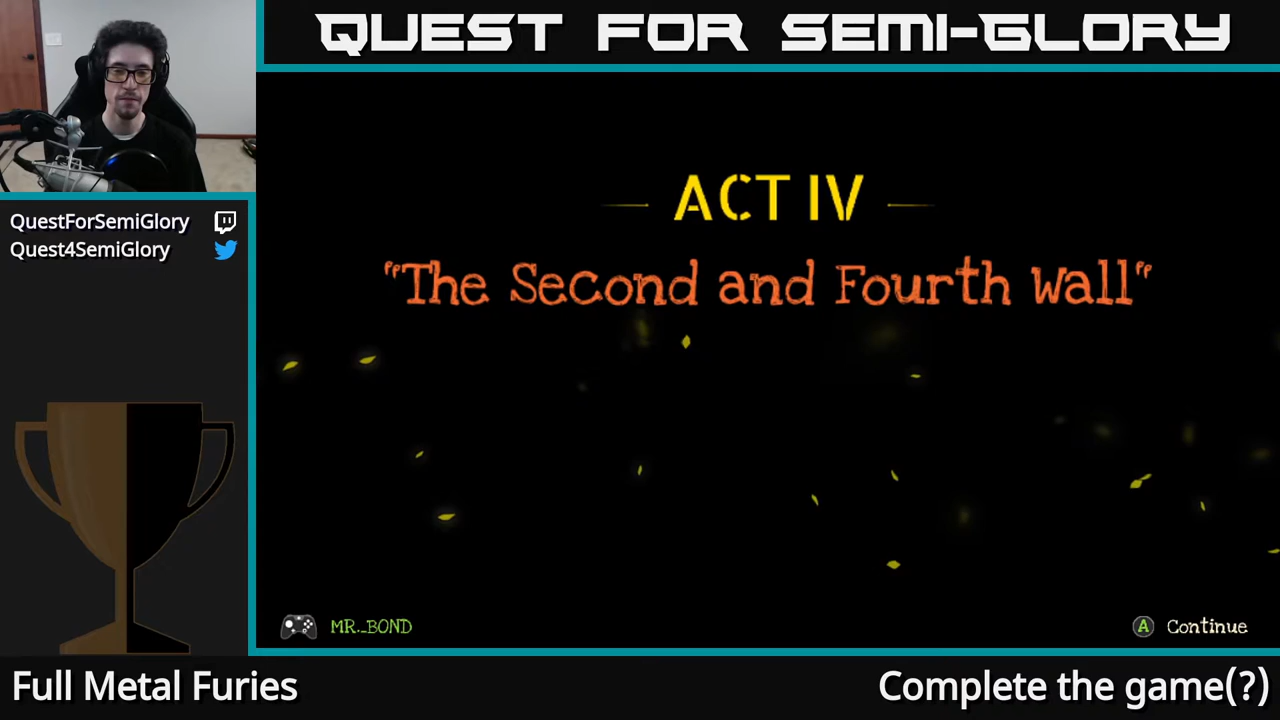 QUEST FOR SEMI-GLORY
QuestForSemiGlory
Quest4SemiGlory
ACT IV
"The Second and Fourth Wall"
MR._BOND
A Continue
Full Metal Furies
Complete the game(?)